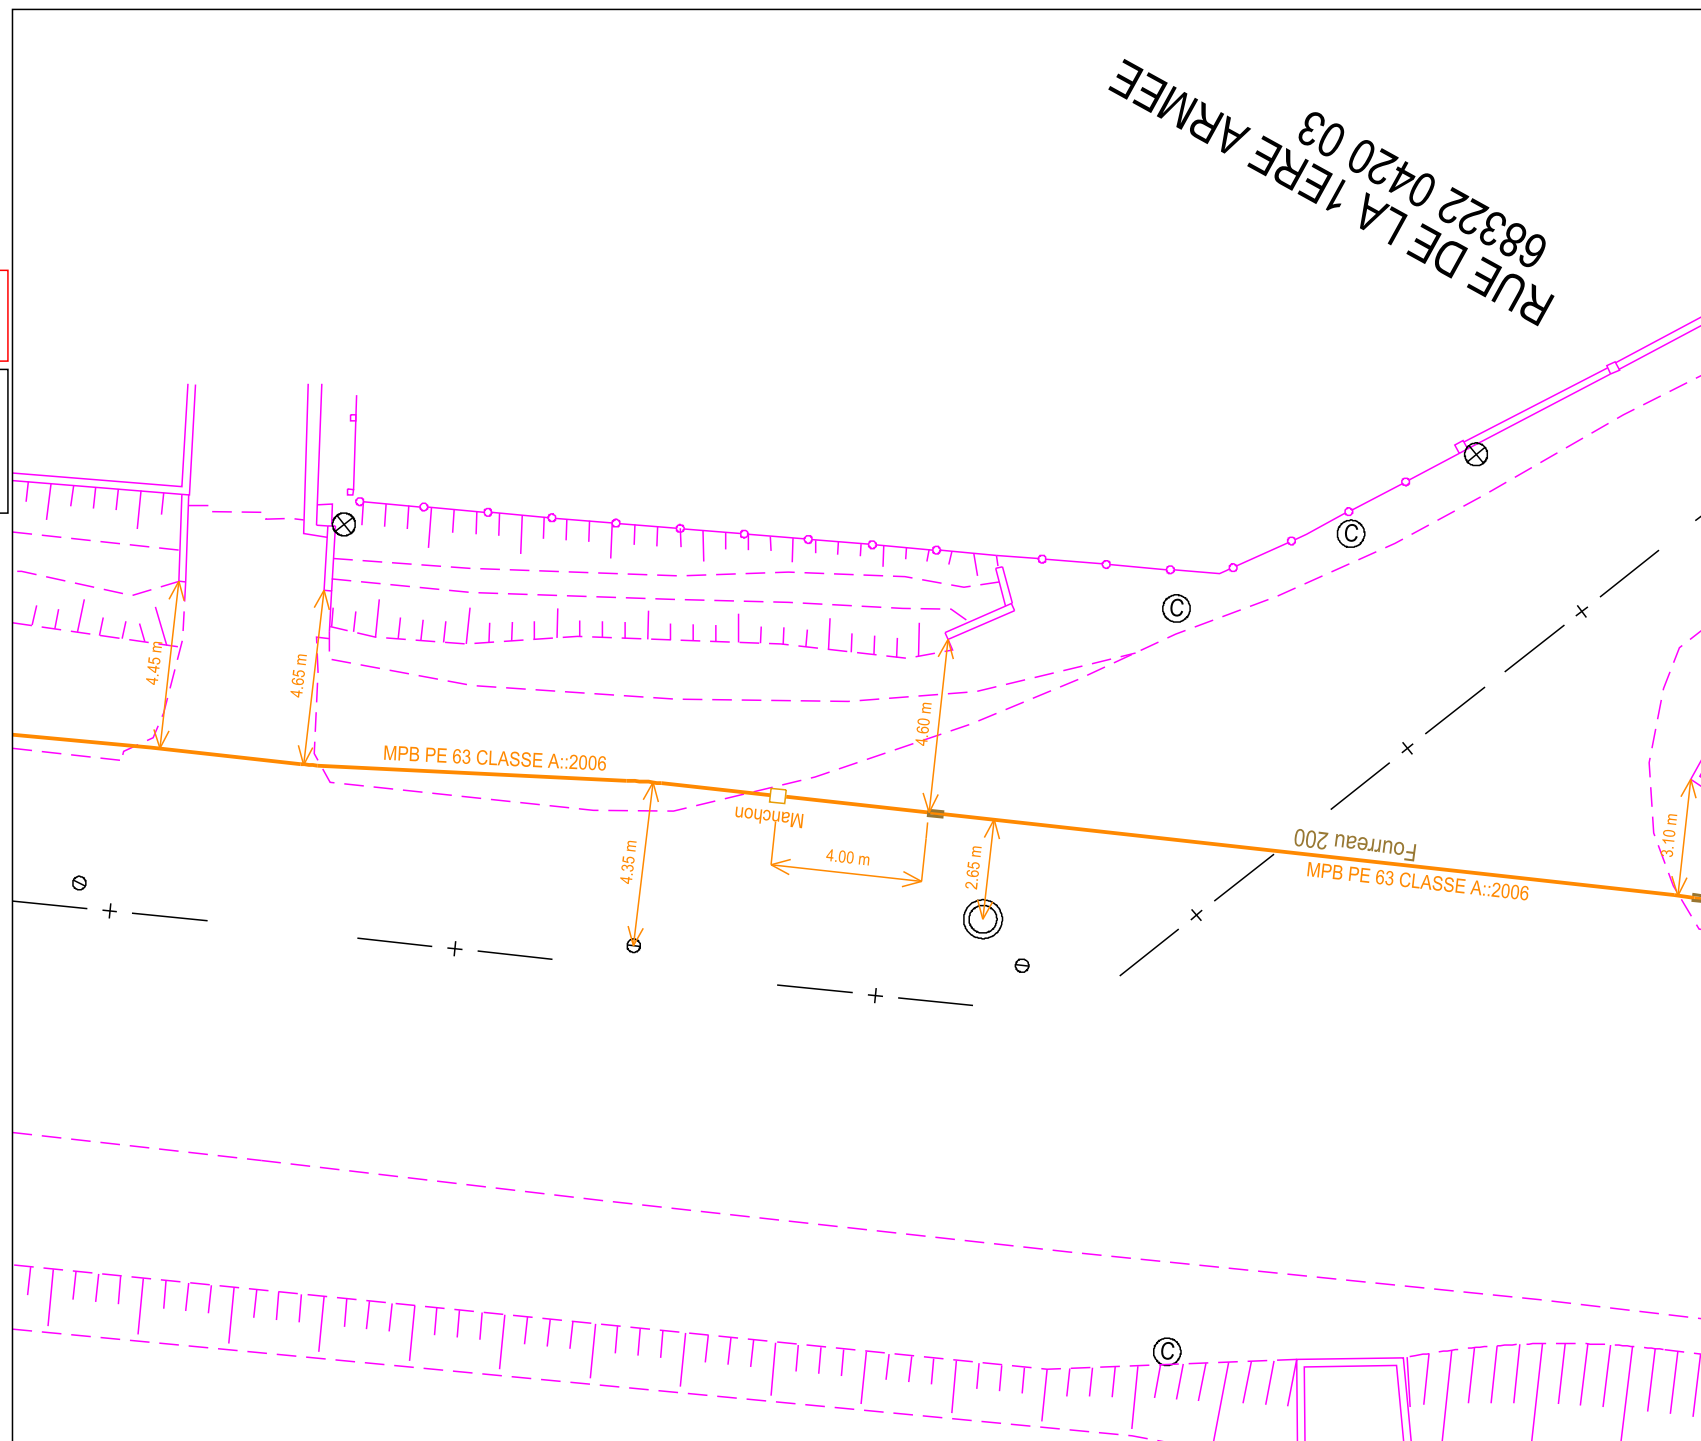 RUE DE LA 1ERE ARMEE
68322 0420 03
C
C
4.45 m
4.65 m
4.60 m
MPB PE 63 CLASSE A::2006
Manchon
4.00 m
4.35 m
2.65 m
Fourreau 200
MPB PE 63 CLASSE A::2006
3.10 m
C